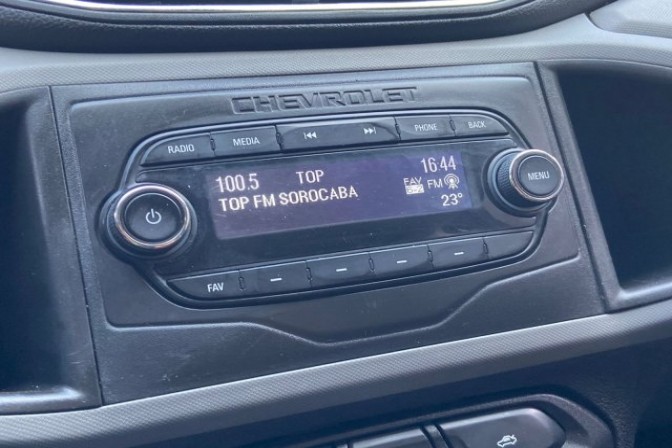 CHEVROLET
RADIO MEDIA PHONE BACK
100.5 TOP 16:44
TOP FM SOROCABA FAV FM
23°
MENU
FAV